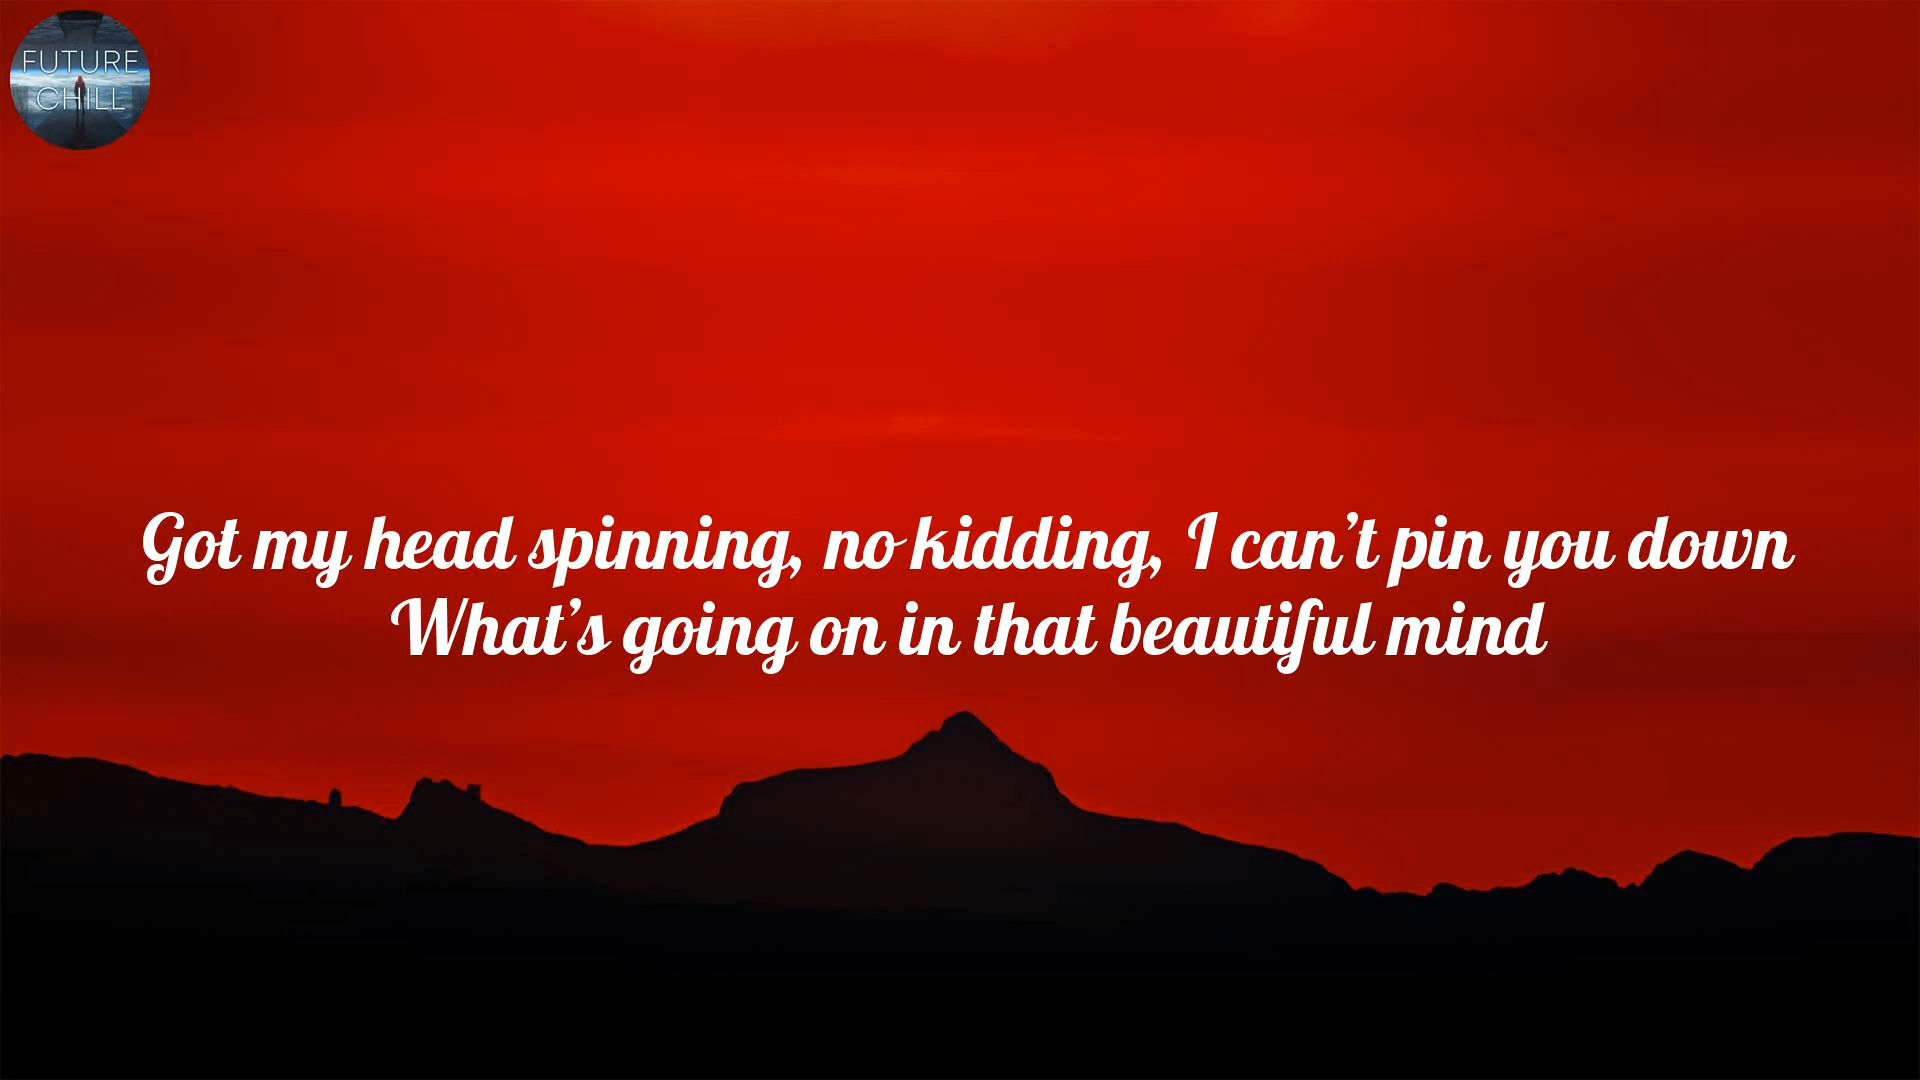 FUTURE
CHILL
Got my head spinning, no kidding, I can't pin you down
What's going on in that beautiful mind